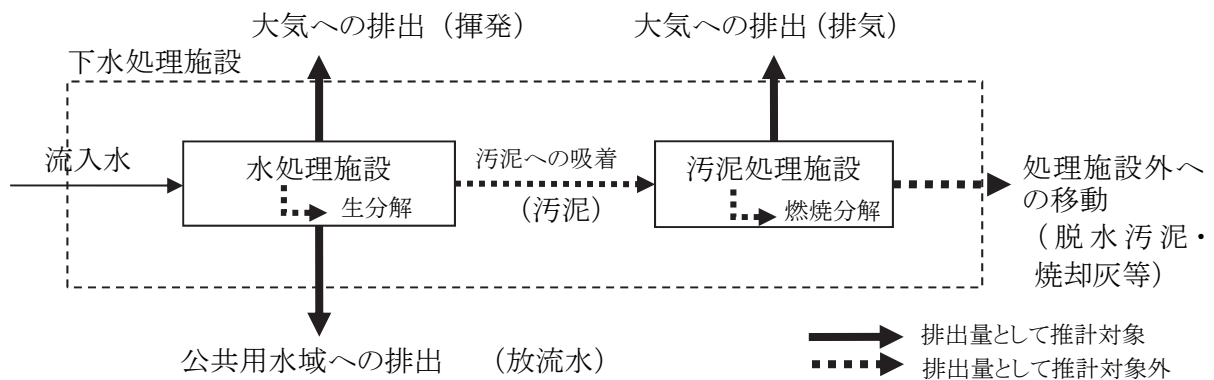 大気への排出（揮発）
大気への排出（排気）
下水処理施設
流入水
水処理施設
生分解
汚泥への吸着
（汚泥）
汚泥処理施設
燃焼分解
処理施設外へ
の移動
（脱水汚泥・
焼却灰等）
公共用水域への排出　（放流水）
排出量として推計対象
排出量として推計対象外